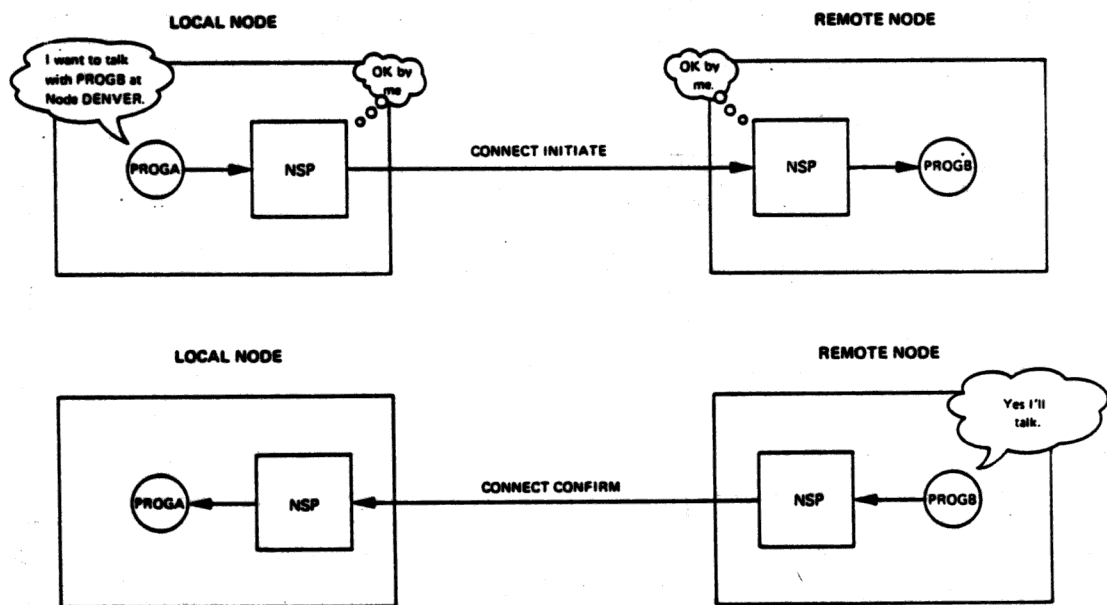 LOCAL NODE
REMOTE NODE
I want to talk
with PROGB at
Node DENVER.
OK by
me
OK by
me.
PROGA
NSP
CONNECT INITIATE
NSP
PROGB
LOCAL NODE
REMOTE NODE
Yes I'll
talk.
PROGA
NSP
CONNECT CONFIRM
NSP
PROGB